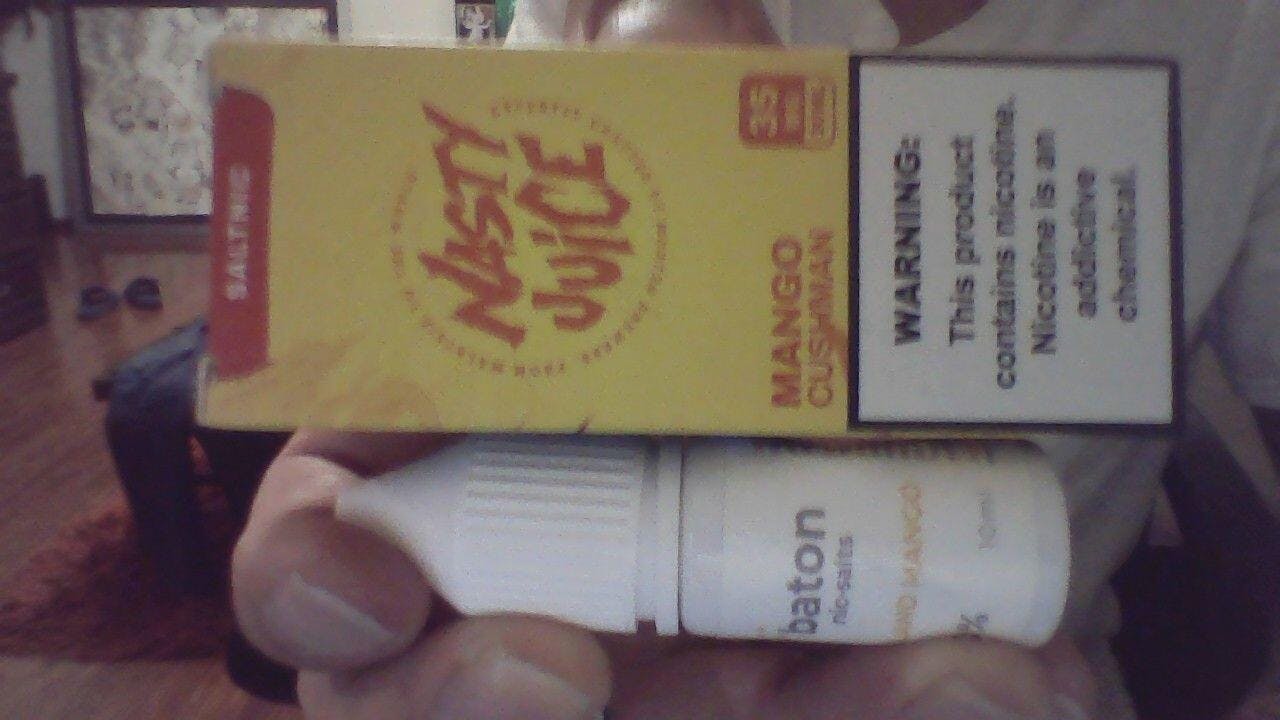 SALTNIC
NASTY
JUICE
35
MG
MANGO
CUSHMAN
WARNING:
This product
contains nicotine.
Nicotine is an
addictive
chemical.
baton
nic-salts
MANGO
10ml
%